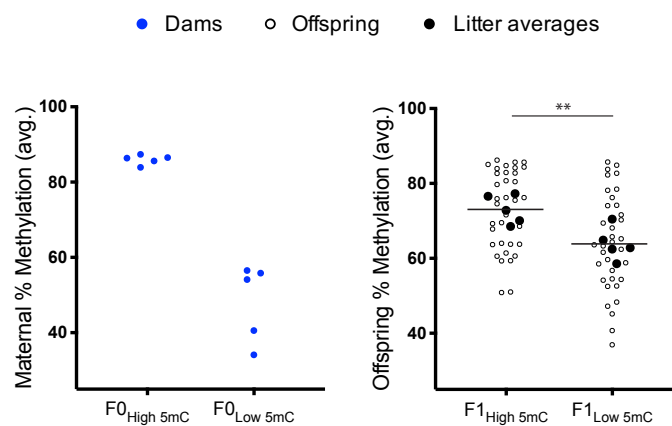 Dams Offspring Litter averages
Maternal % Methylation (avg.)
100
80
60
40
F0High 5mC F0Low 5mC
Offspring % Methylation (avg.)
100
80
60
40
**
F1High 5mC F1Low 5mC